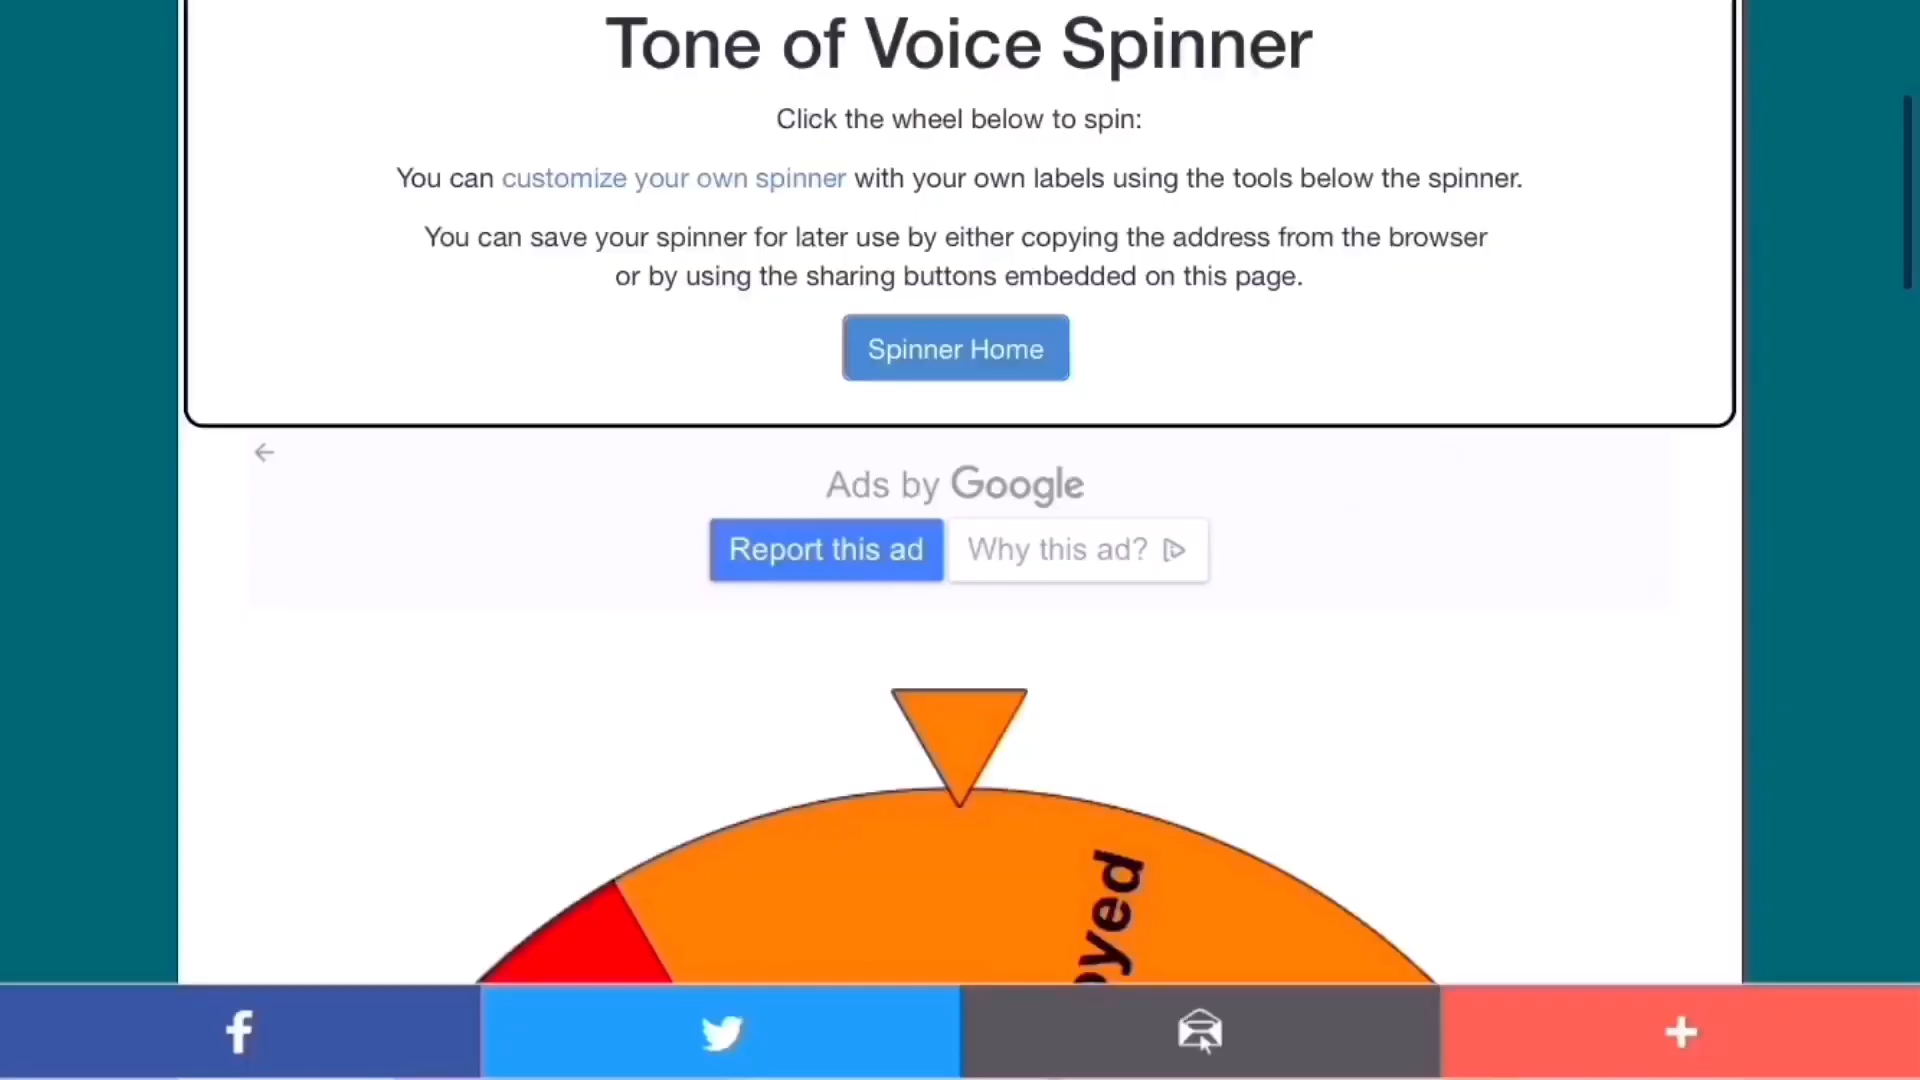 Tone of Voice Spinner
Click the wheel below to spin:
You can customize your own spinner with your own labels using the tools below the spinner.
You can save your spinner for later use by either copying the address from the browser
or by using the sharing buttons embedded on this page.
Spinner Home
Ads by Google
Report this ad
Why this ad?